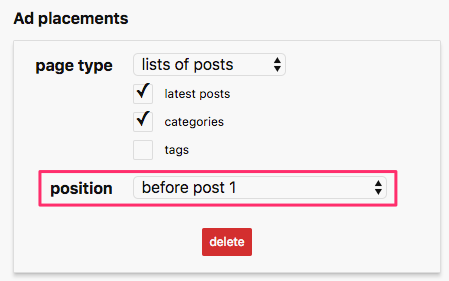 Ad placements
page type lists of posts
latest posts
categories
tags
position before post 1
delete